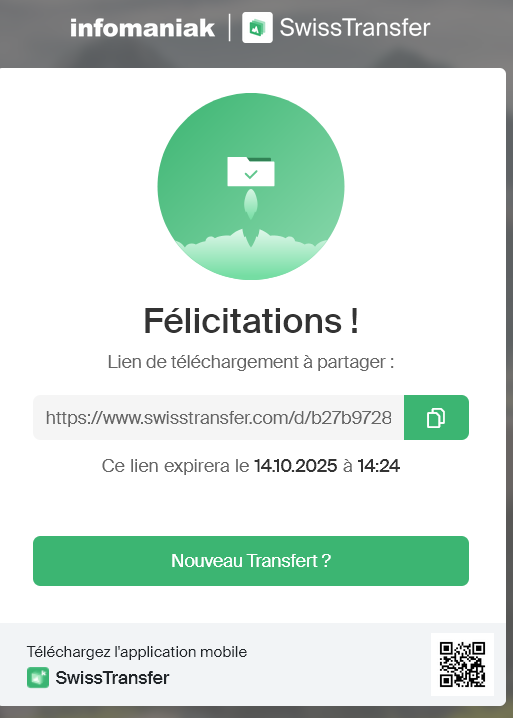 infomaniak | SwissTransfer
Félicitations !
Lien de téléchargement à partager :
https://www.swisstransfer.com/d/b27b9728
Ce lien expirera le 14.10.2025 à 14:24
Nouveau Transfert ?
Téléchargez l'application mobile
SwissTransfer